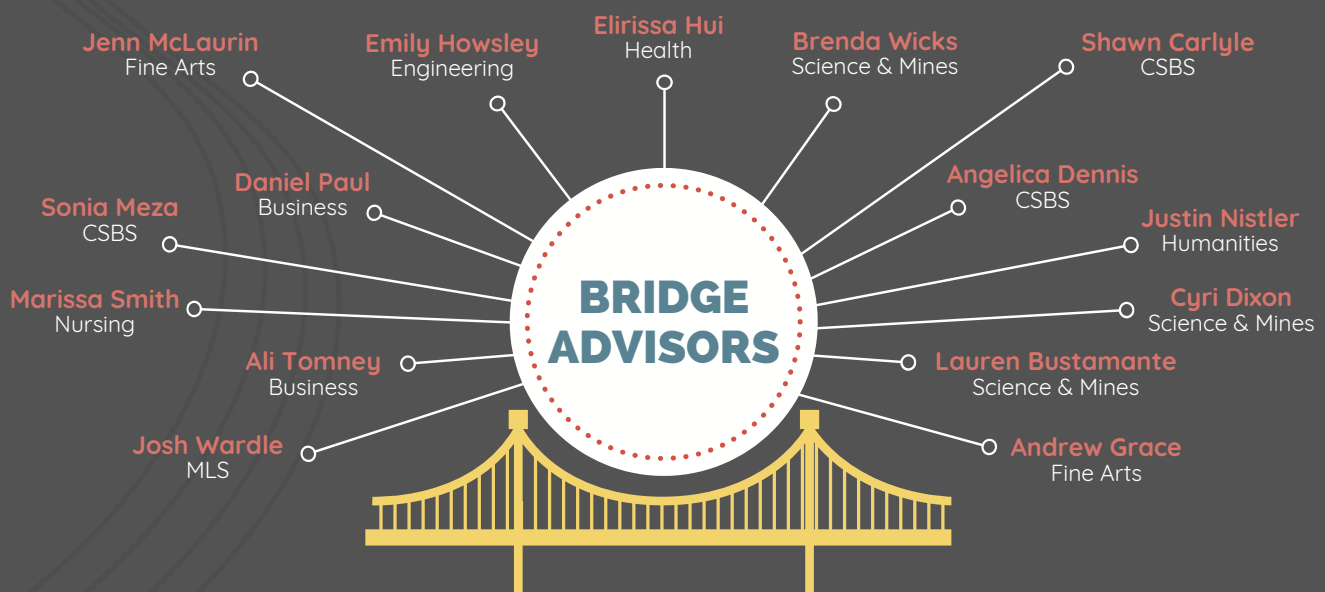 Elirissa Hui
Health
Jenn McLaurin
Fine Arts
Emily Howsley
Engineering
Brenda Wicks
Science & Mines
Shawn Carlyle
CSBS
Daniel Paul
Business
Angelica Dennis
CSBS
Sonia Meza
CSBS
Justin Nistler
Humanities
Marissa Smith
Nursing
BRIDGE
ADVISORS
Cyri Dixon
Science & Mines
Ali Tomney
Business
Lauren Bustamante
Science & Mines
Josh Wardle
MLS
Andrew Grace
Fine Arts